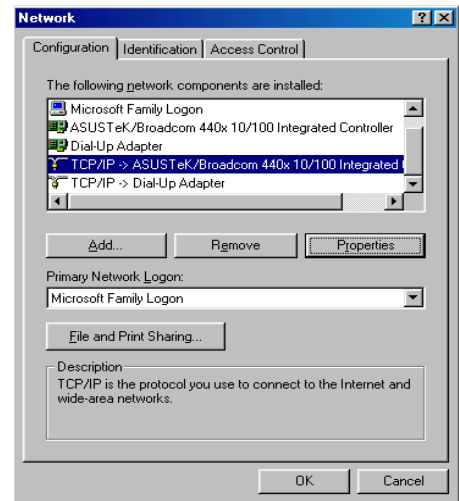 Network
Configuration Identification Access Control
The following network components are installed:
Microsoft Family Logon
ASUSTeK/Broadcom 440x 10/100 Integrated Controller
Dial-Up Adapter
TCP/IP -> ASUSTeK/Broadcom 440x 10/100 Integrated
TCP/IP -> Dial-Up Adapter
Add... Remove Properties
Primary Network Logon:
Microsoft Family Logon
File and Print Sharing...
Description
TCP/IP is the protocol you use to connect to the Internet and
wide-area networks.
OK Cancel